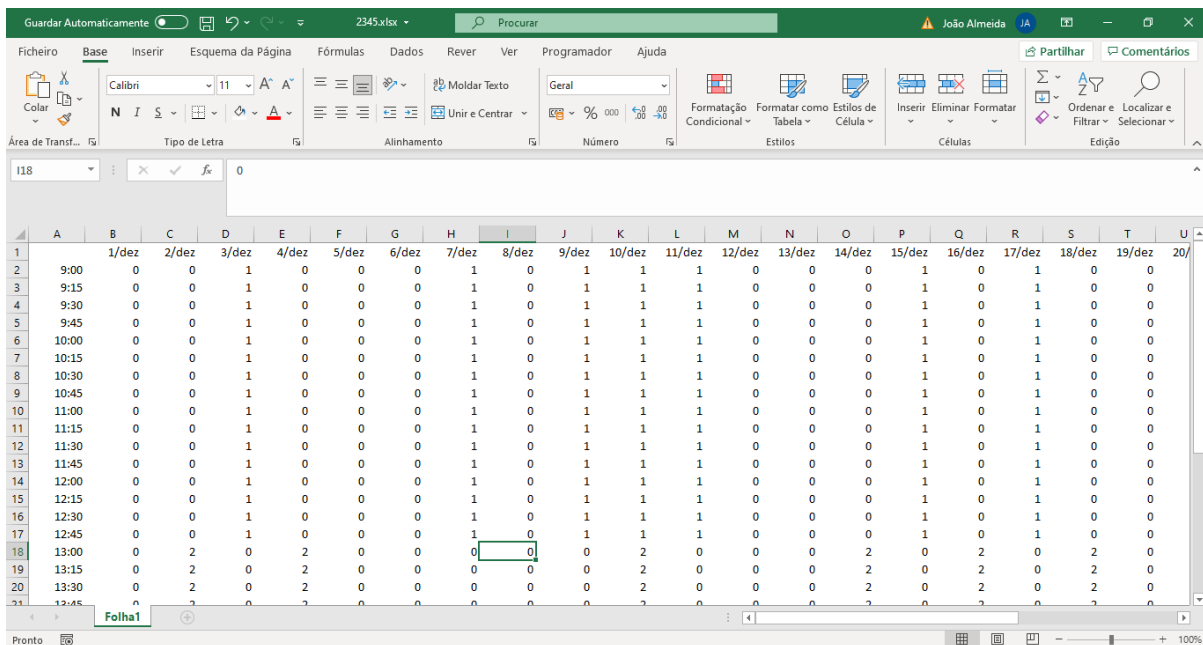 Guardar Automaticamente 2345.xlsx Procurar João Almeida JA
Ficheiro Base Inserir Esquema da Página Fórmulas Dados Rever Ver Programador Ajuda Partilhar Comentários
Colar Calibri 11 A A ab Moldar Texto Geral
N I S A Unir e Centrar % 000 Formatação Condicional Formatar como Tabela Estilos de Célula Inserir Eliminar Formatar Ordenar e Filtrar Localizar e Selecionar
Área de Transf... Tipo de Letra Alinhamento Número Estilos Células Edição
I18 fx 0
A B C D E F G H I J K L M N O P Q R S T U
1 1/dez 2/dez 3/dez 4/dez 5/dez 6/dez 7/dez 8/dez 9/dez 10/dez 11/dez 12/dez 13/dez 14/dez 15/dez 16/dez 17/dez 18/dez 19/dez 20/
2 9:00 0 0 1 0 0 0 1 0 1 1 1 0 0 0 1 0 1 0 0
3 9:15 0 0 1 0 0 0 1 0 1 1 1 0 0 0 1 0 1 0 0
4 9:30 0 0 1 0 0 0 1 0 1 1 1 0 0 0 1 0 1 0 0
5 9:45 0 0 1 0 0 0 1 0 1 1 1 0 0 0 1 0 1 0 0
6 10:00 0 0 1 0 0 0 1 0 1 1 1 0 0 0 1 0 1 0 0
7 10:15 0 0 1 0 0 0 1 0 1 1 1 0 0 0 1 0 1 0 0
8 10:30 0 0 1 0 0 0 1 0 1 1 1 0 0 0 1 0 1 0 0
9 10:45 0 0 1 0 0 0 1 0 1 1 1 0 0 0 1 0 1 0 0
10 11:00 0 0 1 0 0 0 1 0 1 1 1 0 0 0 1 0 1 0 0
11 11:15 0 0 1 0 0 0 1 0 1 1 1 0 0 0 1 0 1 0 0
12 11:30 0 0 1 0 0 0 1 0 1 1 1 0 0 0 1 0 1 0 0
13 11:45 0 0 1 0 0 0 1 0 1 1 1 0 0 0 1 0 1 0 0
14 12:00 0 0 1 0 0 0 1 0 1 1 1 0 0 0 1 0 1 0 0
15 12:15 0 0 1 0 0 0 1 0 1 1 1 0 0 0 1 0 1 0 0
16 12:30 0 0 1 0 0 0 1 0 1 1 1 0 0 0 1 0 1 0 0
17 12:45 0 0 1 0 0 0 1 0 1 1 1 0 0 0 1 0 1 0 0
18 13:00 0 2 0 2 0 0 0 0 0 2 0 0 0 2 0 2 0 2 0
19 13:15 0 2 0 2 0 0 0 0 0 2 0 0 0 2 0 2 0 2 0
20 13:30 0 2 0 2 0 0 0 0 0 2 0 0 0 2 0 2 0 2 0
21 13:45 0 2 0 2 0 0 0 0 0 2 0 0 0 2 0 2 0 2 0
Folha1
Pronto 100%